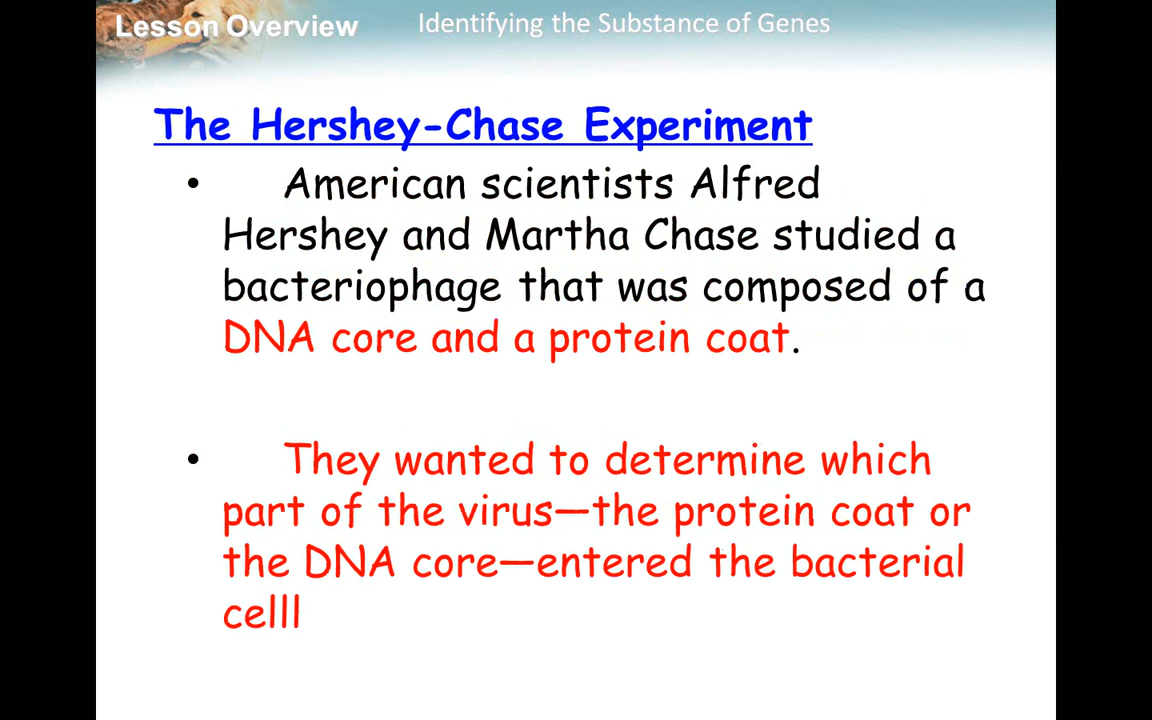 Lesson Overview Identifying the Substance of Genes
The Hershey-Chase Experiment
• American scientists Alfred
Hershey and Martha Chase studied a
bacteriophage that was composed of a
DNA core and a protein coat.
• They wanted to determine which
part of the virus—the protein coat or
the DNA core—entered the bacterial
celll